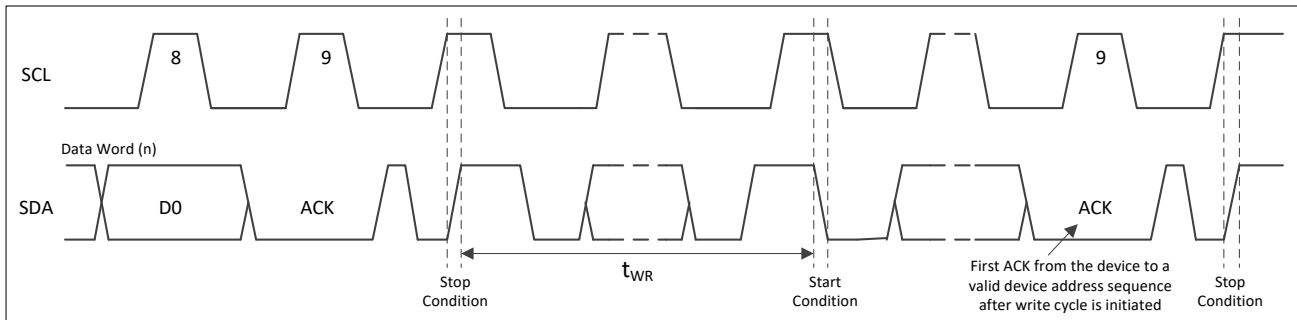 SCL
8
9
9
Data Word (n)
SDA
D0
ACK
ACK
tWR
Stop
Condition
Start
Condition
First ACK from the device to a
valid device address sequence
after write cycle is initiated
Stop
Condition